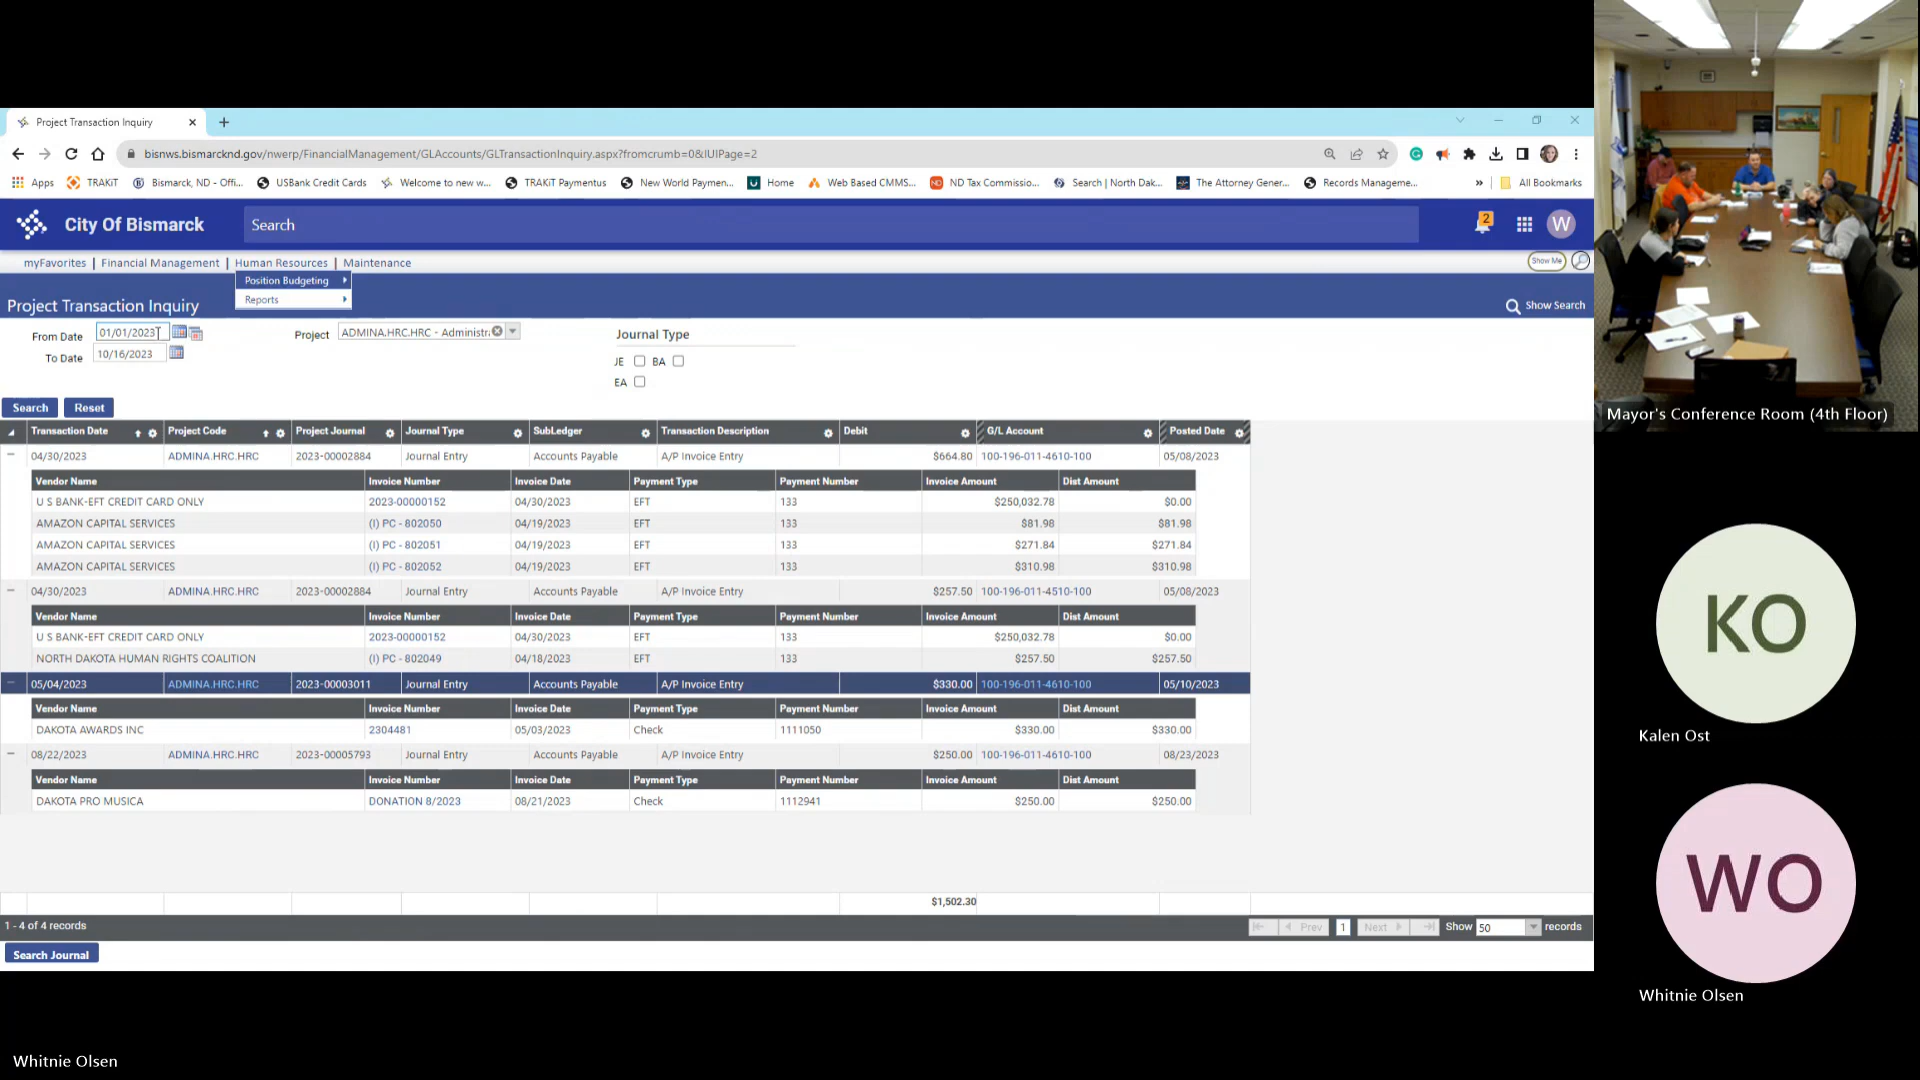 Project Transaction Inquiry
bisnws.bismarcknd.gov/nwerp/FinancialManagement/GLAccounts/GLTransactionInquiry.aspx?fromcrumb=0&IUIPage=2
Apps TRAKiT Bismarck, ND - Offi... USBank Credit Cards Welcome to new w... TRAKiT Paymentus New World Paymen... Home Web Based CMMS... ND Tax Commissio... Search | North Dak... The Attorney Gener... Records Manageme... » All Bookmarks
City Of Bismarck Search 2 W
myFavorites | Financial Management | Human Resources | Maintenance Show Me
Position Budgeting
Reports
Project Transaction Inquiry Show Search
From Date 01/01/2023 Project ADMINA.HRC.HRC - Administra Journal Type
To Date 10/16/2023
JE BA
EA
Search Reset
Transaction Date Project Code Project Journal Journal Type SubLedger Transaction Description Debit G/L Account Posted Date
04/30/2023 ADMINA.HRC.HRC 2023-00002884 Journal Entry Accounts Payable A/P Invoice Entry $664.80 100-196-011-4610-100 05/08/2023
Vendor Name Invoice Number Invoice Date Payment Type Payment Number Invoice Amount Dist Amount
U S BANK-EFT CREDIT CARD ONLY 2023-00000152 04/30/2023 EFT 133 $250,032.78 $0.00
AMAZON CAPITAL SERVICES (I) PC - 802050 04/19/2023 EFT 133 $81.98 $81.98
AMAZON CAPITAL SERVICES (I) PC - 802051 04/19/2023 EFT 133 $271.84 $271.84
AMAZON CAPITAL SERVICES (I) PC - 802052 04/19/2023 EFT 133 $310.98 $310.98
04/30/2023 ADMINA.HRC.HRC 2023-00002884 Journal Entry Accounts Payable A/P Invoice Entry $257.50 100-196-011-4510-100 05/08/2023
Vendor Name Invoice Number Invoice Date Payment Type Payment Number Invoice Amount Dist Amount
U S BANK-EFT CREDIT CARD ONLY 2023-00000152 04/30/2023 EFT 133 $250,032.78 $0.00
NORTH DAKOTA HUMAN RIGHTS COALITION (I) PC - 802049 04/18/2023 EFT 133 $257.50 $257.50
05/04/2023 ADMINA.HRC.HRC 2023-00003011 Journal Entry Accounts Payable A/P Invoice Entry $330.00 100-196-011-4610-100 05/10/2023
Vendor Name Invoice Number Invoice Date Payment Type Payment Number Invoice Amount Dist Amount
DAKOTA AWARDS INC 2304481 05/03/2023 Check 1111050 $330.00 $330.00
08/22/2023 ADMINA.HRC.HRC 2023-00005793 Journal Entry Accounts Payable A/P Invoice Entry $250.00 100-196-011-4610-100 08/23/2023
Vendor Name Invoice Number Invoice Date Payment Type Payment Number Invoice Amount Dist Amount
DAKOTA PRO MUSICA DONATION 8/2023 08/21/2023 Check 1112941 $250.00 $250.00
$1,502.30
1 - 4 of 4 records Prev 1 Next Show 50 records
Search Journal
Mayor's Conference Room (4th Floor)
KO
Kalen Ost
WO
Whitnie Olsen
Whitnie Olsen